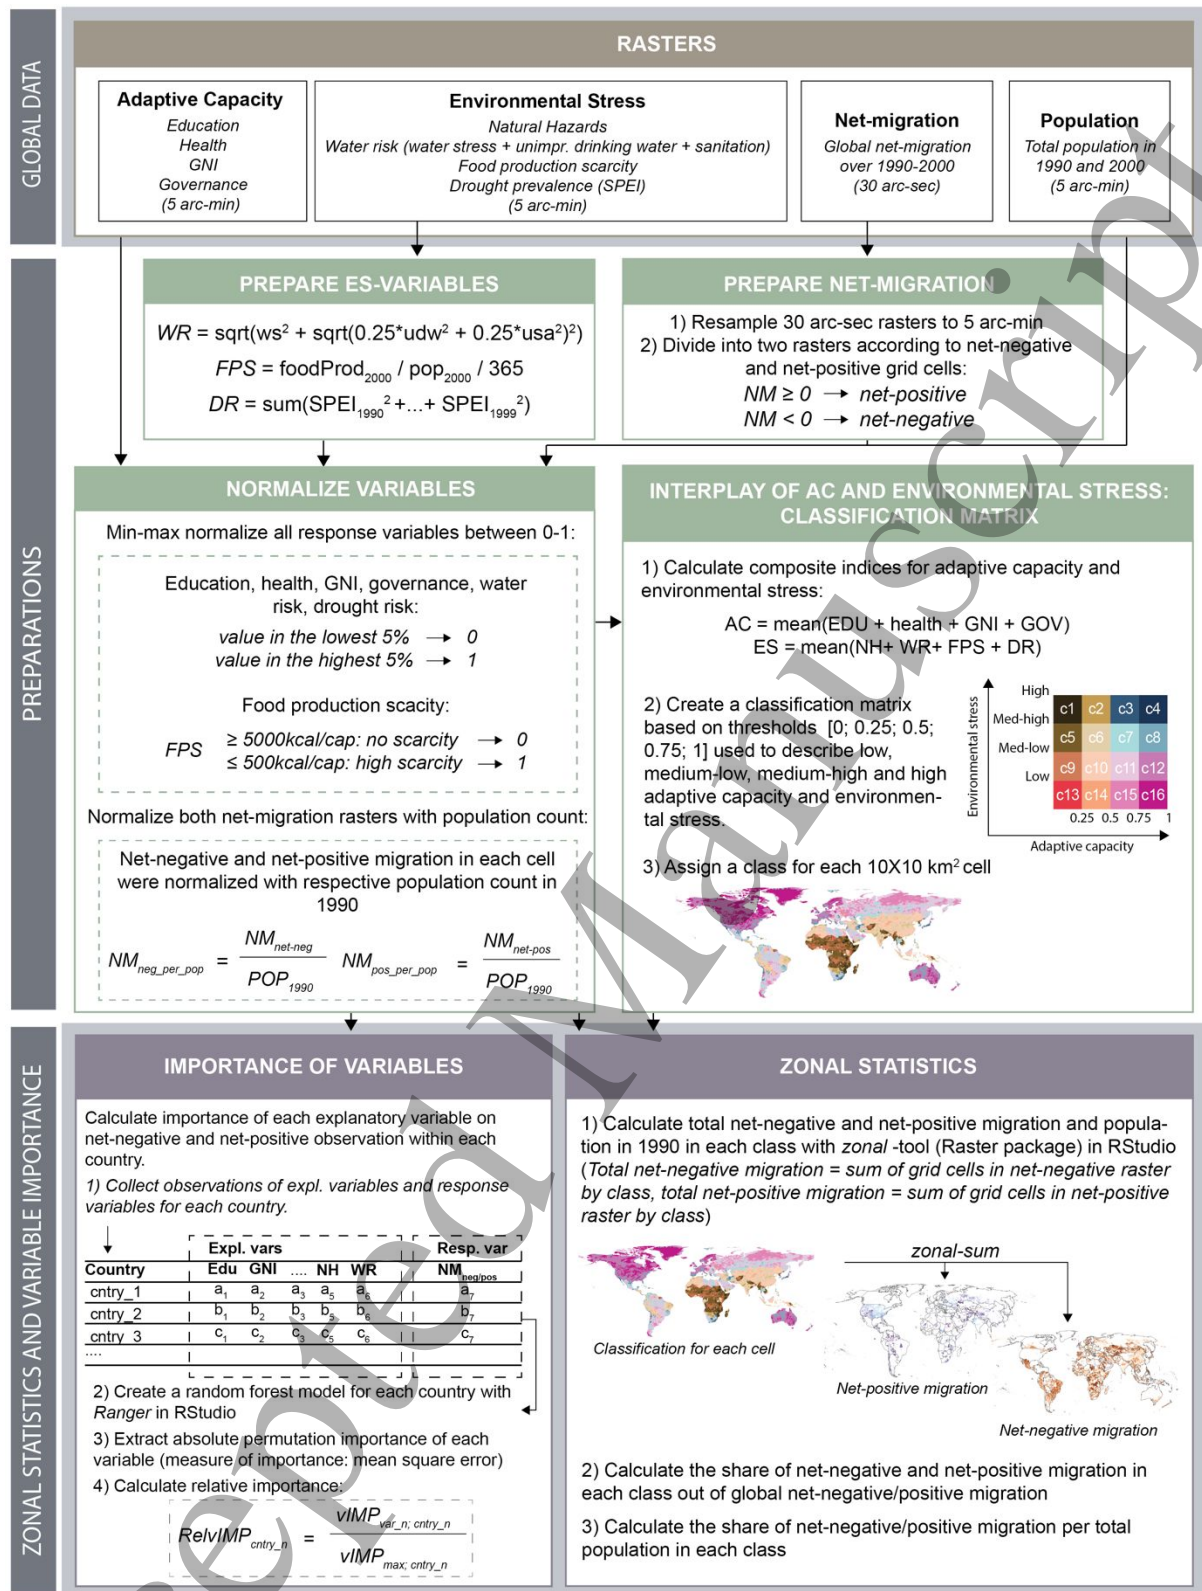 GLOBAL DATA
RASTERS
Adaptive Capacity
Education
Health
GNI
Governance
(5 arc-min)
Environmental Stress
Natural Hazards
Water risk (water stress + unimpr. drinking water + sanitation)
Food production scarcity
Drought prevalence (SPEI)
(5 arc-min)
Net-migration
Global net-migration
over 1990-2000
(30 arc-sec)
Population
Total population in
1990 and 2000
(5 arc-min)
PREPARATIONS
PREPARE ES-VARIABLES
WR = sqrt(ws² + sqrt(0.25*udw² + 0.25*usa²)²)
FPS = foodProd₂₀₀₀ / pop₂₀₀₀ / 365
DR = sum(SPEI₁₉₉₀² +...+ SPEI₁₉₉₉²)
PREPARE NET-MIGRATION
1) Resample 30 arc-sec rasters to 5 arc-min
2) Divide into two rasters according to net-negative
and net-positive grid cells:
NM ≥ 0 → net-positive
NM < 0 → net-negative
NORMALIZE VARIABLES
Min-max normalize all response variables between 0-1:
Education, health, GNI, governance, water
risk, drought risk:
value in the lowest 5% → 0
value in the highest 5% → 1
Food production scacity:
FPS
≥ 5000kcal/cap: no scarcity → 0
≤ 500kcal/cap: high scarcity → 1
Normalize both net-migration rasters with population count:
Net-negative and net-positive migration in each cell
were normalized with respective population count in
1990
NM neg_per_pop = NM net-neg / POP 1990
NM pos_per_pop = NM net-pos / POP 1990
INTERPLAY OF AC AND ENVIRONMENTAL STRESS:
CLASSIFICATION MATRIX
1) Calculate composite indices for adaptive capacity and
environmental stress:
AC = mean(EDU + health + GNI + GOV)
ES = mean(NH+ WR+ FPS + DR)
2) Create a classification matrix
based on thresholds [0; 0.25; 0.5;
0.75; 1] used to describe low,
medium-low, medium-high and high
adaptive capacity and environmen-
tal stress.
Environmental stress
High
Med-high
Med-low
Low
c1 c2 c3 c4
c5 c6 c7 c8
c9 c10 c11 c12
c13 c14 c15 c16
0.25 0.5 0.75 1
Adaptive capacity
3) Assign a class for each 10X10 km² cell
ZONAL STATISTICS AND VARIABLE IMPORTANCE
IMPORTANCE OF VARIABLES
Calculate importance of each explanatory variable on
net-negative and net-positive observation within each
country.
1) Collect observations of expl. variables and response
variables for each country.
Expl. vars Resp. var
Country Edu GNI .... NH WR NM neg/pos
cntry_1 a₁ a₂ a₃ a₅ a₆ a₇
cntry_2 b₁ b₂ b₃ b₅ b₆ b₇
cntry_3 c₁ c₂ c₃ c₅ c₆ c₇
....
2) Create a random forest model for each country with
Ranger in RStudio
3) Extract absolute permutation importance of each
variable (measure of importance: mean square error)
4) Calculate relative importance:
RelvIMP cntry_n = vIMP var_n; cntry_n / vIMP max; cntry_n
ZONAL STATISTICS
1) Calculate total net-negative and net-positive migration and popula-
tion in 1990 in each class with zonal -tool (Raster package) in RStudio
(Total net-negative migration = sum of grid cells in net-negative raster
by class, total net-positive migration = sum of grid cells in net-positive
raster by class)
zonal-sum
Classification for each cell
Net-positive migration
Net-negative migration
2) Calculate the share of net-negative and net-positive migration in
each class out of global net-negative/positive migration
3) Calculate the share of net-negative/positive migration per total
population in each class
epted Manuscript